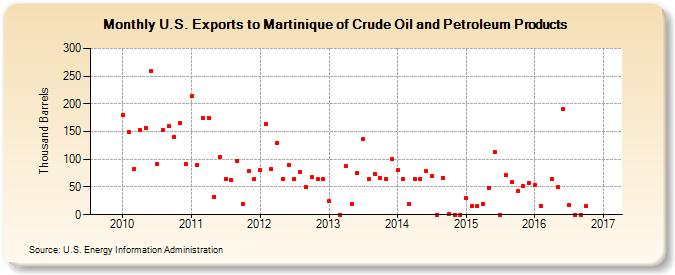 Monthly U.S. Exports to Martinique of Crude Oil and Petroleum Products
Thousand Barrels
300
250
200
150
100
50
0
2010 2011 2012 2013 2014 2015 2016 2017
Source: U.S. Energy Information Administration